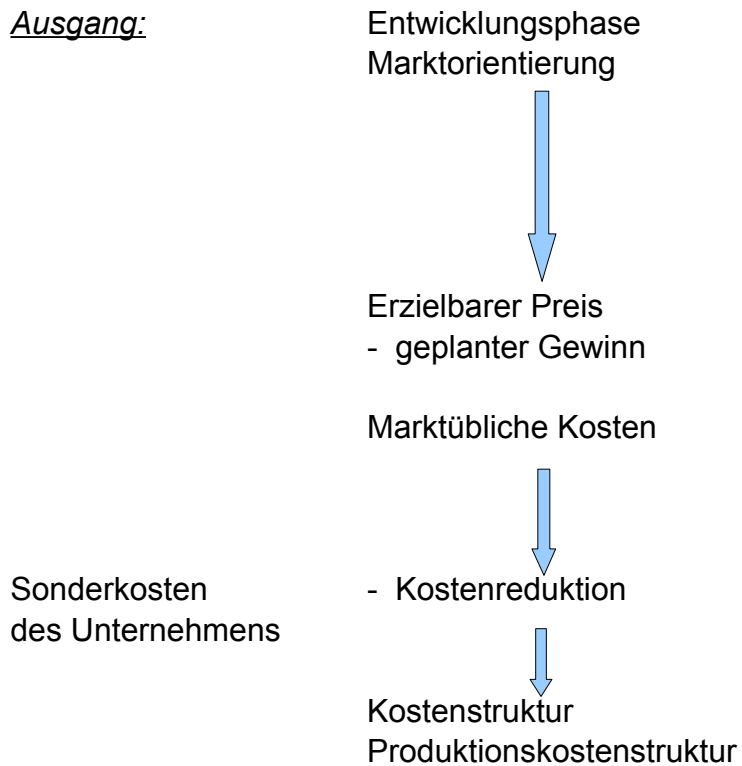 Ausgang: Entwicklungsphase
Marktorientierung
Erzielbarer Preis
- geplanter Gewinn
Marktübliche Kosten
Sonderkosten - Kostenreduktion
des Unternehmens
Kostenstruktur
Produktionskostenstruktur